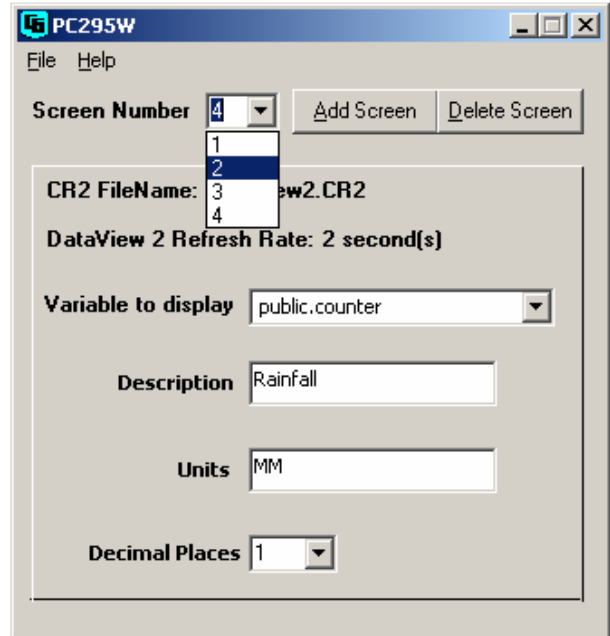 PC295W
File Help
Screen Number 4 Add Screen Delete Screen
1
2
3
4
CR2 FileName: ew2.CR2
DataView 2 Refresh Rate: 2 second(s)
Variable to display public.counter
Description Rainfall
Units MM
Decimal Places 1